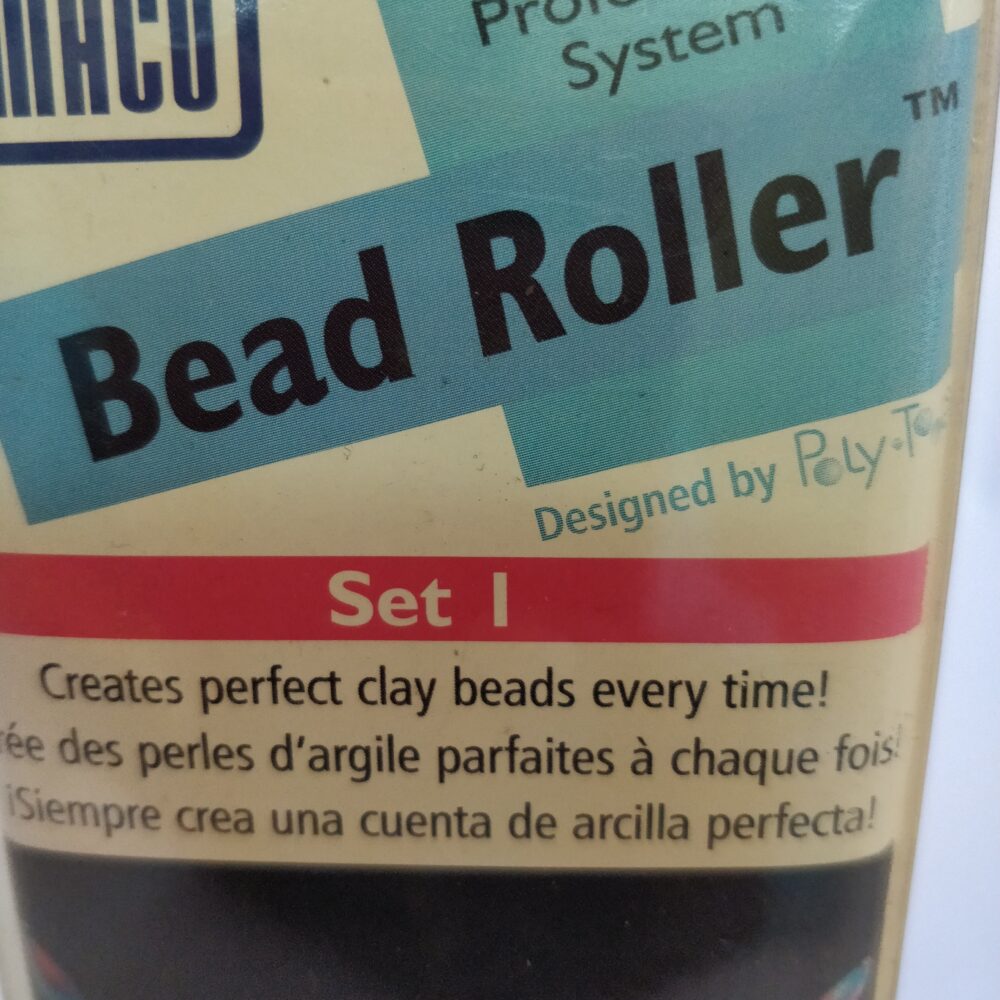 System
Bead Roller™
Designed by Poly-
Set 1
Creates perfect clay beads every time!
des perles d'argile parfaites à chaque fois!
¡Siempre crea una cuenta de arcilla perfecta!